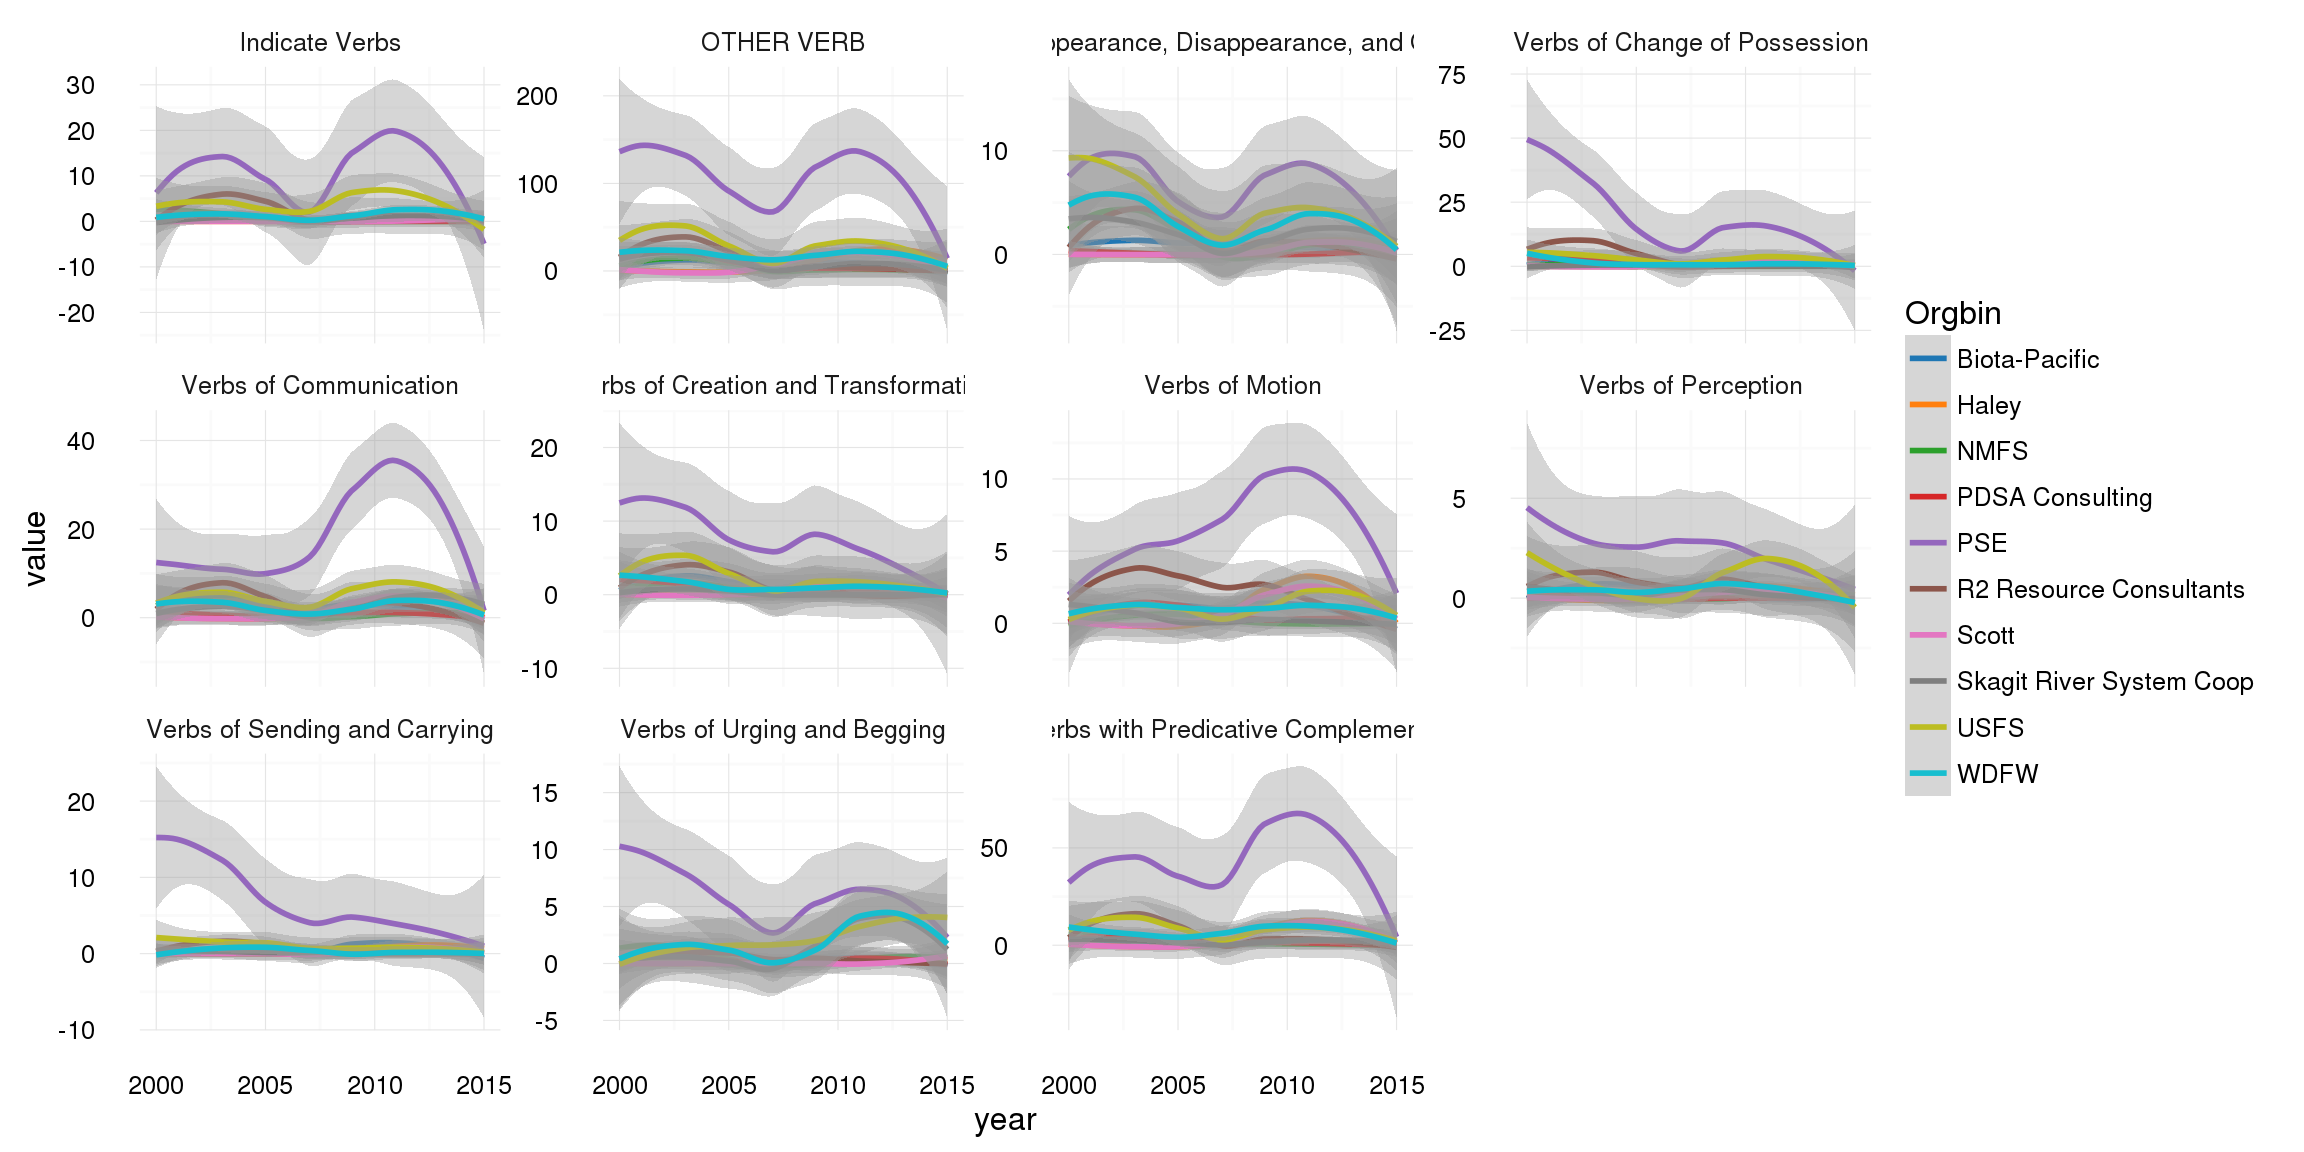 Indicate Verbs
OTHER VERB
ppearance, Disappearance, and
Verbs of Change of Possession
30
20
10
0
-10
-20
200
100
0
10
0
75
50
25
0
-25
Verbs of Communication
rbs of Creation and Transformati
Verbs of Motion
Verbs of Perception
40
20
0
20
10
0
-10
10
5
0
5
0
Verbs of Sending and Carrying
Verbs of Urging and Begging
erbs with Predicative Complemen
20
10
0
-10
15
10
5
0
-5
50
0
2000 2005 2010 2015
2000 2005 2010 2015
2000 2005 2010 2015
year
value
Orgbin
Biota-Pacific
Haley
NMFS
PDSA Consulting
PSE
R2 Resource Consultants
Scott
Skagit River System Coop
USFS
WDFW